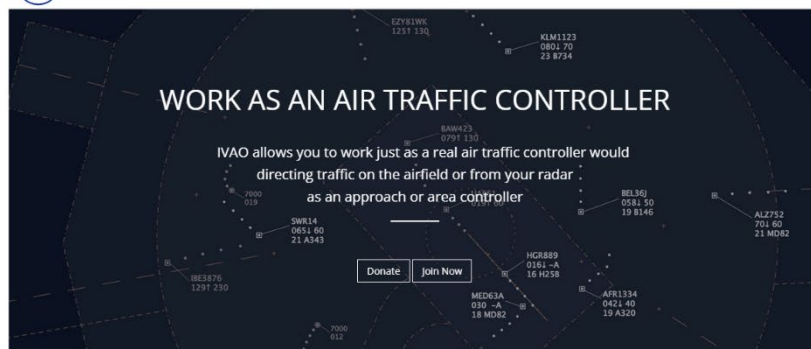 EZY81WK
125↑ 130
KLM1123
080↓ 70
23 B734
WORK AS AN AIR TRAFFIC CONTROLLER
BAW423
079↑ 130
IVAO allows you to work just as a real air traffic controller would
directing traffic on the airfield or from your radar
as an approach or area controller
7000
019
SWR14
065↓ 60
21 A343
BEL36J
058↓ 50
19 B146
ALZ752
70↓ 60
21 MD82
IBE3876
129↑ 230
Donate
Join Now
HGR889
016↓ -A
16 H25B
MED63A
030 -A
18 MD82
AFR1334
042↓ 40
19 A320
7000
012